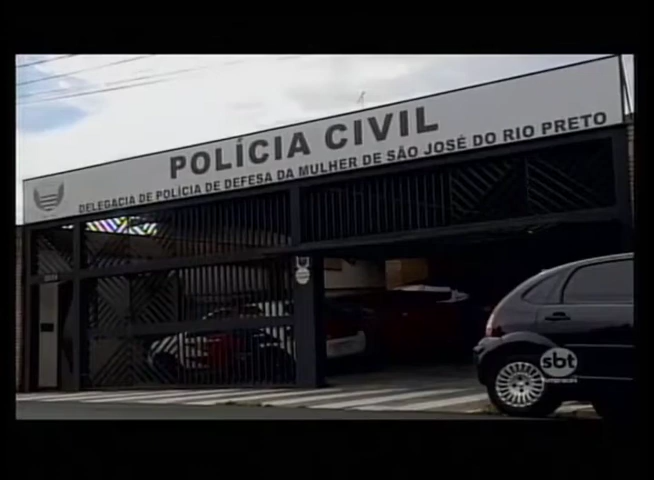 POLÍCIA CIVIL
DELEGACIA DE POLÍCIA DE DEFESA DA MULHER DE SÃO JOSÉ DO RIO PRETO
sbt